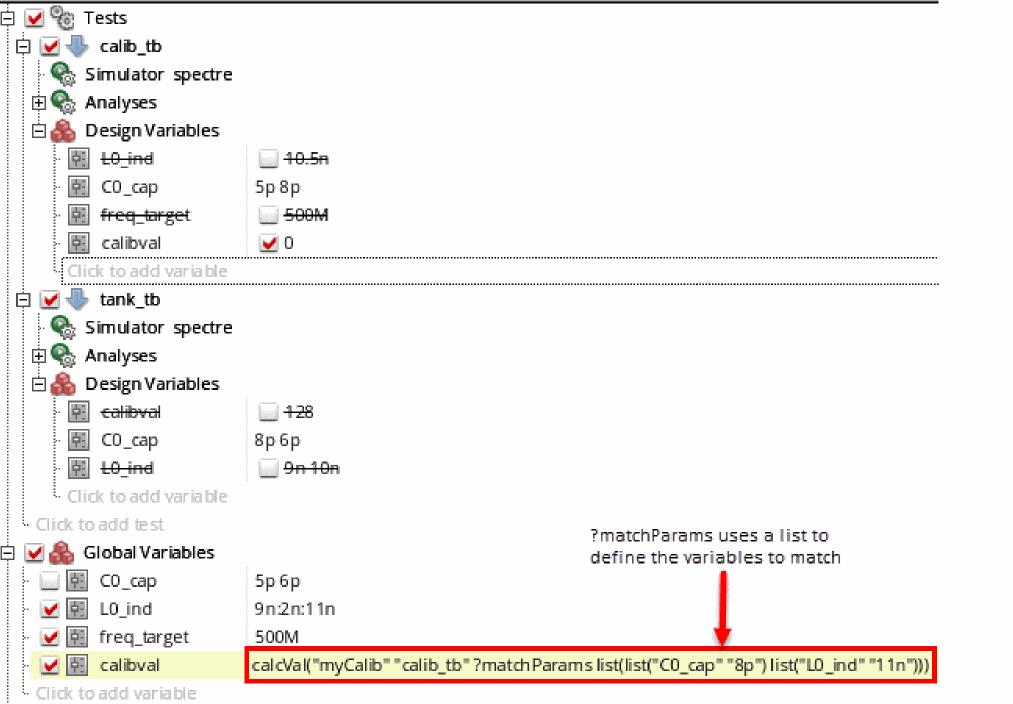 Tests
calib_tb
Simulator spectre
Analyses
Design Variables
L0_ind 10.5n
C0_cap 5p 8p
freq_target 500M
calibval 0
Click to add variable
tank_tb
Simulator spectre
Analyses
Design Variables
calibval 128
C0_cap 8p 6p
L0_ind 9n 10n
Click to add variable
Click to add test
?matchParams uses a list to
define the variables to match
Global Variables
C0_cap 5p 6p
L0_ind 9n:2n:11n
freq_target 500M
calibval calcVal("myCalib" "calib_tb" ?matchParams list(list("C0_cap" "8p") list("L0_ind" "11n")))
Click to add variable